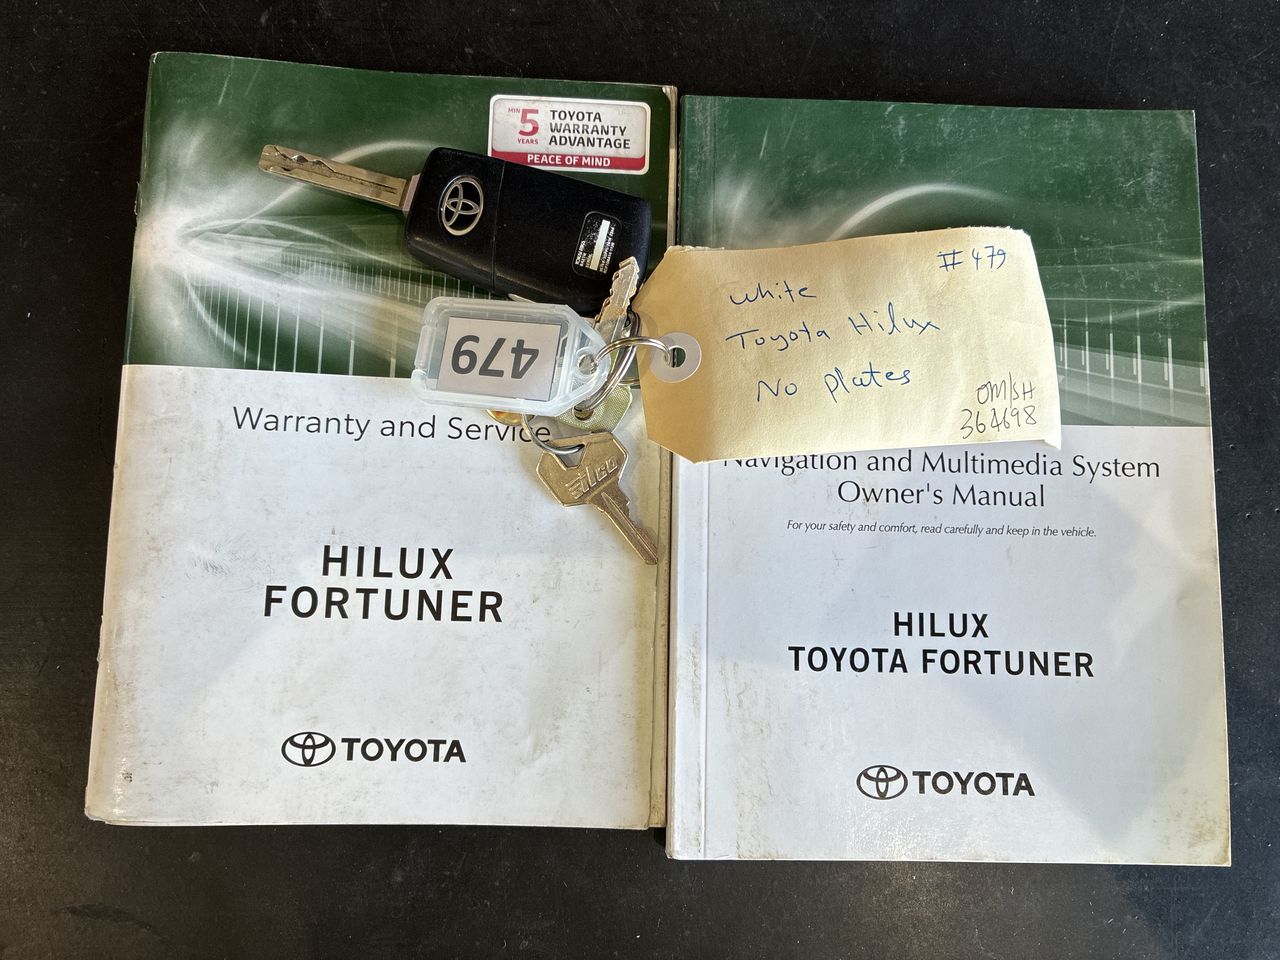 MIN
5
YEARS
TOYOTA
WARRANTY
ADVANTAGE
PEACE OF MIND
479
# 479
White
Toyota Hilux
No plates
OM/SH
364698
Warranty and Service
ilco
HILUX
FORTUNER
TOYOTA
Navigation and Multimedia System
Owner's Manual
For your safety and comfort, read carefully and keep in the vehicle.
HILUX
TOYOTA FORTUNER
TOYOTA